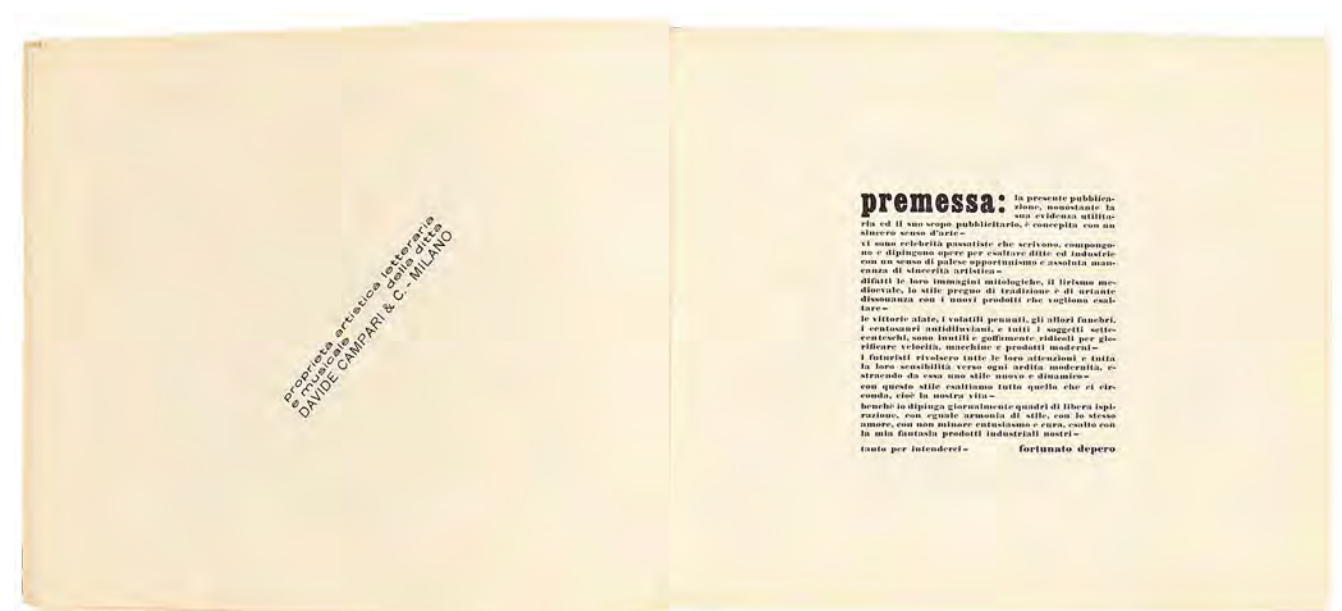 proprietà artistica letteraria
e musicale della ditta
DAVIDE CAMPARI & C. - MILANO
premessa: la presente pubblica-
zione, nonostante la
sua evidenza utilita-
ria ed il suo scopo pubblicitario, è concepita con un
sincero senso d'arte-
vi sono celebrità passatiste che scrivono, compongo-
no e dipingono opere per esaltare ditte ed industrie
con un senso di palese opportunismo e assoluta man-
canza di sincerità artistica-
difatti le loro immagini mitologiche, il lirismo me-
dioevale, lo stile pregno di tradizione è di urtante
dissonanza con i nuovi prodotti che vogliono esal-
tare-
le vittorie alate, i volatili pennuti, gli allori funebri,
i centosauri antidiluviani, e tutti i soggetti sette-
centeschi, sono inutili e goffamente ridicoli per glo-
rificare velocità, macchine e prodotti moderni-
i futuristi rivolsero tutte le loro attenzioni e tutta
la loro sensibilità verso ogni ardita modernità, e-
straendo da essa uno stile nuovo e dinamico-
con questo stile esaltiamo tutto quello che ci cir-
conda, cioè la nostra vita-
benchè io dipinga giornalmente quadri di libera ispi-
razione, con eguale armonia di stile, con lo stesso
amore, con non minore entusiasmo e cura, esalto con
la mia fantasia prodotti industriali nostri-
tanto per intenderci- fortunato depero